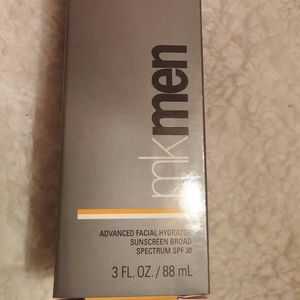 mkmen
ADVANCED FACIAL HYDRATOR
SUNSCREEN BROAD
SPECTRUM SPF 30
3 FL. OZ. / 88 mL